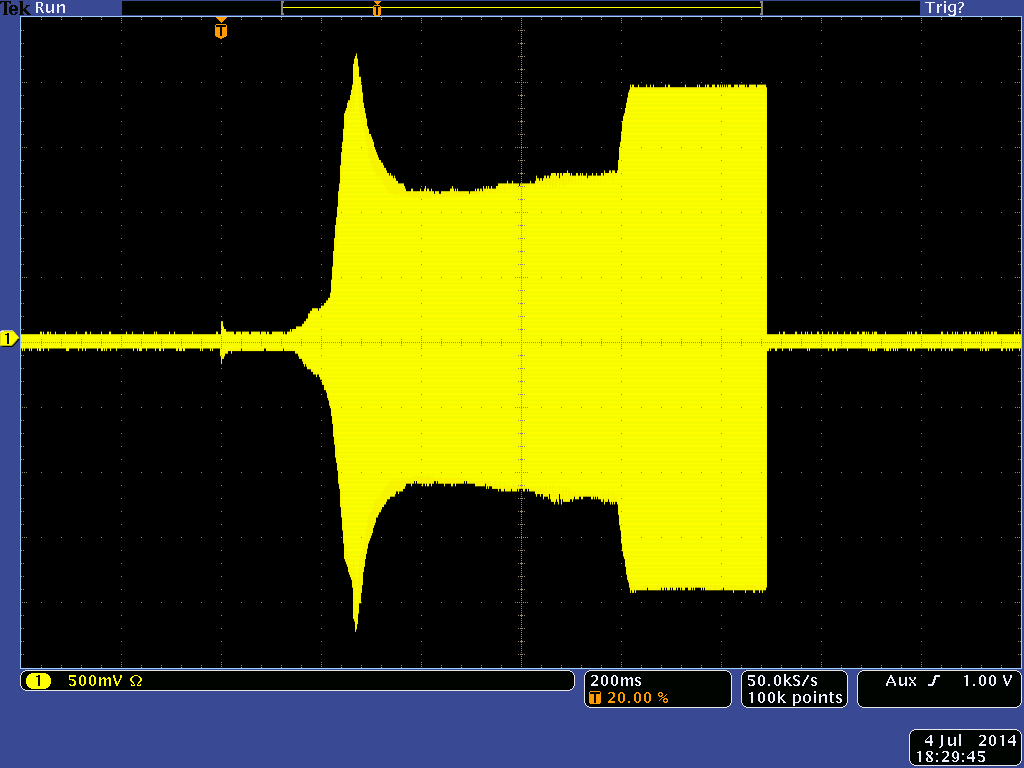 Tek Run Trig?
T
T
1
1 500mV Ω
200ms
T 20.00 %
50.0kS/s
100k points
Aux ʃ 1.00 V
4 Jul 2014
18:29:45